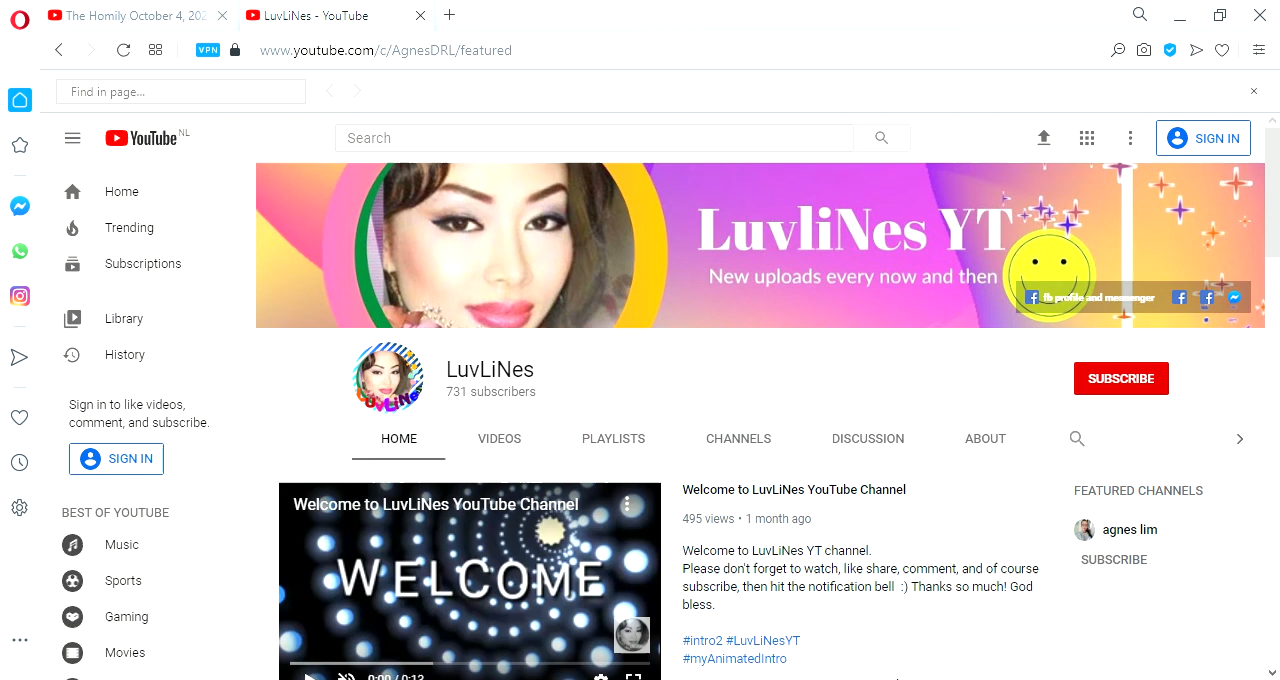 The Homily October 4, 202
LuvLiNes - YouTube
VPN
www.youtube.com/c/AgnesDRL/featured
Find in page...
YouTube NL
Search
SIGN IN
Home
Trending
Subscriptions
Library
History
Sign in to like videos,
comment, and subscribe.
SIGN IN
BEST OF YOUTUBE
Music
Sports
Gaming
Movies
LuvliNes YT
New uploads every now and then
fb profile and messenger
LuvLiNes
LuvLiNes
731 subscribers
SUBSCRIBE
HOME
VIDEOS
PLAYLISTS
CHANNELS
DISCUSSION
ABOUT
Welcome to LuvLiNes YouTube Channel
WELCOME
0:00 / 0:13
Welcome to LuvLiNes YouTube Channel
495 views • 1 month ago
Welcome to LuvLiNes YT channel.
Please don't forget to watch, like share, comment, and of course
subscribe, then hit the notification bell :) Thanks so much! God
bless.
#intro2 #LuvLiNesYT
#myAnimatedIntro
FEATURED CHANNELS
agnes lim
SUBSCRIBE